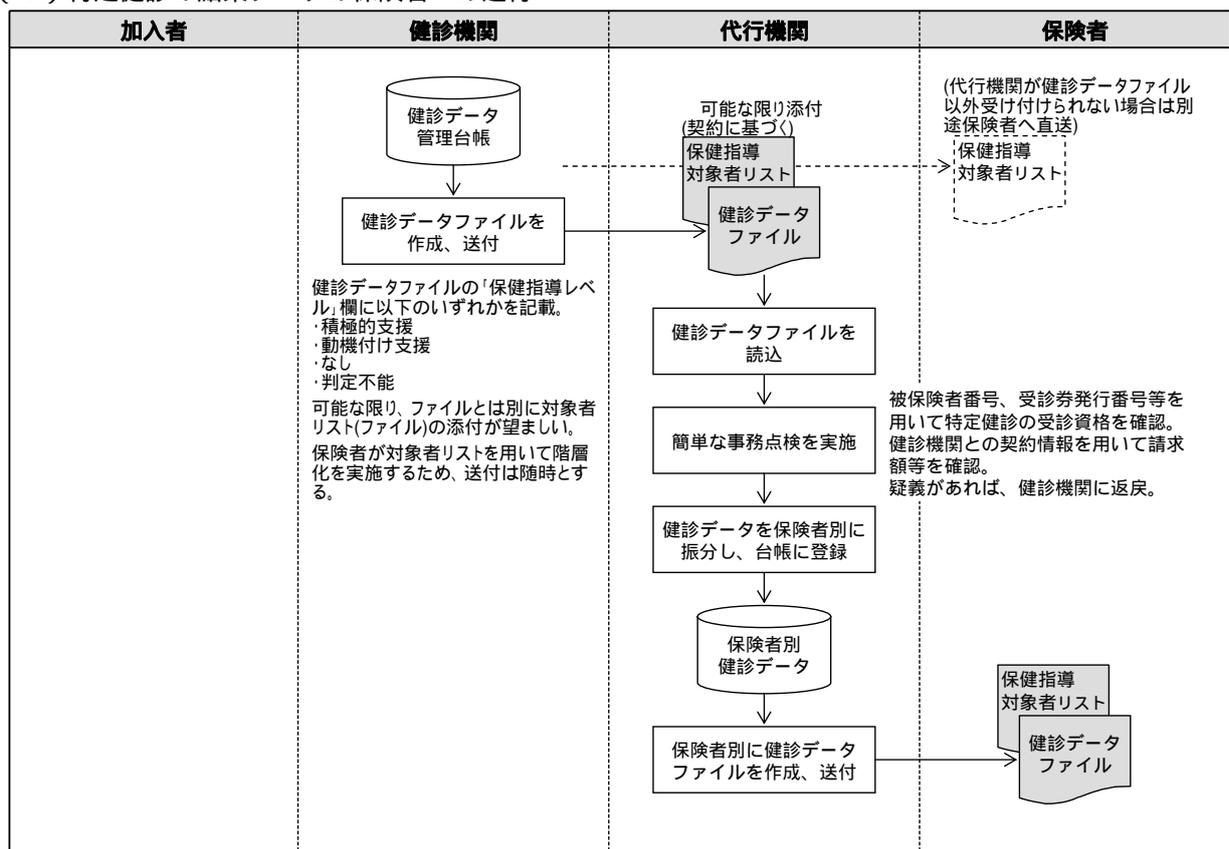 加入者
健診機関
代行機関
保険者
健診データ
管理台帳
健診データファイルを
作成、送付
健診データファイルの「保健指導レベ
ル」欄に以下のいずれかを記載。
・積極的支援
・動機付け支援
・なし
・判定不能
可能な限り、ファイルとは別に対象者
リスト(ファイル)の添付が望ましい。
保険者が対象者リストを用いて階層
化を実施するため、送付は随時とす
る。
可能な限り添付
(契約に基づく)
保健指導
対象者リスト
健診データ
ファイル
健診データファイルを
読込
簡単な事務点検を実施
健診データを保険者別に
振分し、台帳に登録
保険者別
健診データ
保険者別に健診データ
ファイルを作成、送付
(代行機関が健診データファイル
以外受け付けられない場合は別
途保険者へ直送)
保健指導
対象者リスト
被保険者番号、受診券発行番号等を
用いて特定健診の受診資格を確認。
健診機関との契約情報を用いて請求
額等を確認。
疑義があれば、健診機関に返戻。
保健指導
対象者リスト
健診データ
ファイル